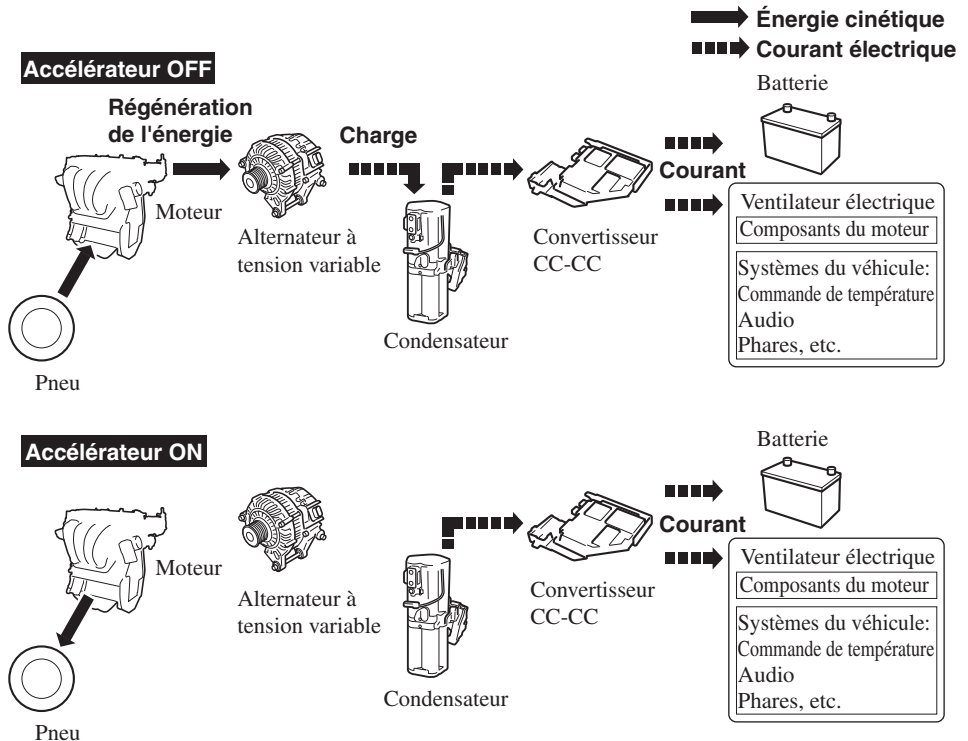 Énergie cinétique
Courant électrique
Accélérateur OFF
Batterie
Régénération
de l'énergie
Charge
Courant
Moteur
Alternateur à
tension variable
Condensateur
Convertisseur
CC-CC
Ventilateur électrique
Composants du moteur
Systèmes du véhicule:
Commande de température
Audio
Phares, etc.
Pneu
Accélérateur ON
Batterie
Courant
Moteur
Alternateur à
tension variable
Condensateur
Convertisseur
CC-CC
Ventilateur électrique
Composants du moteur
Systèmes du véhicule:
Commande de température
Audio
Phares, etc.
Pneu